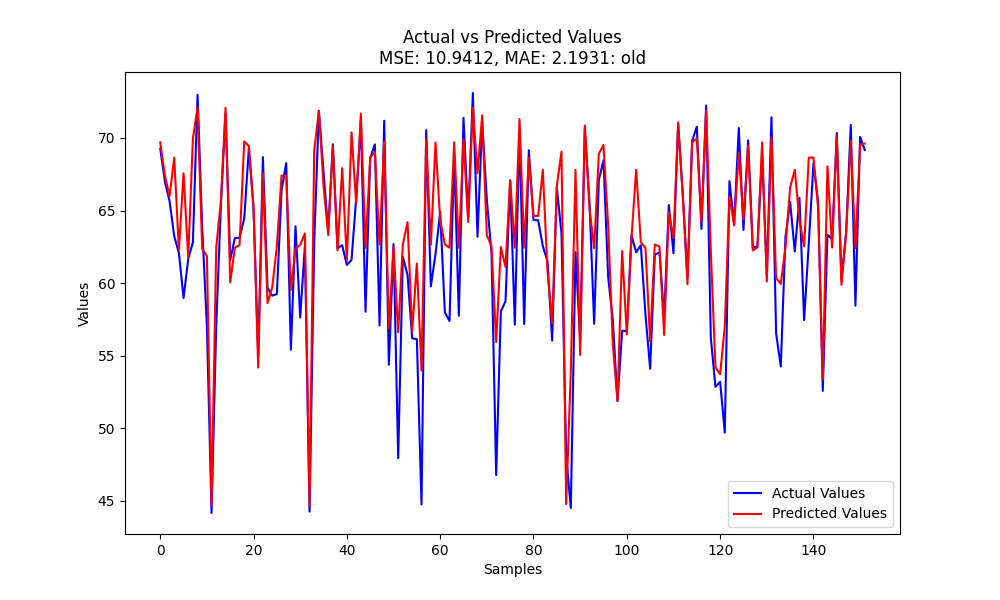 Actual vs Predicted Values
MSE: 10.9412, MAE: 2.1931: old
Values
70
65
60
55
50
45
0 20 40 60 80 100 120 140
Samples
Actual Values
Predicted Values